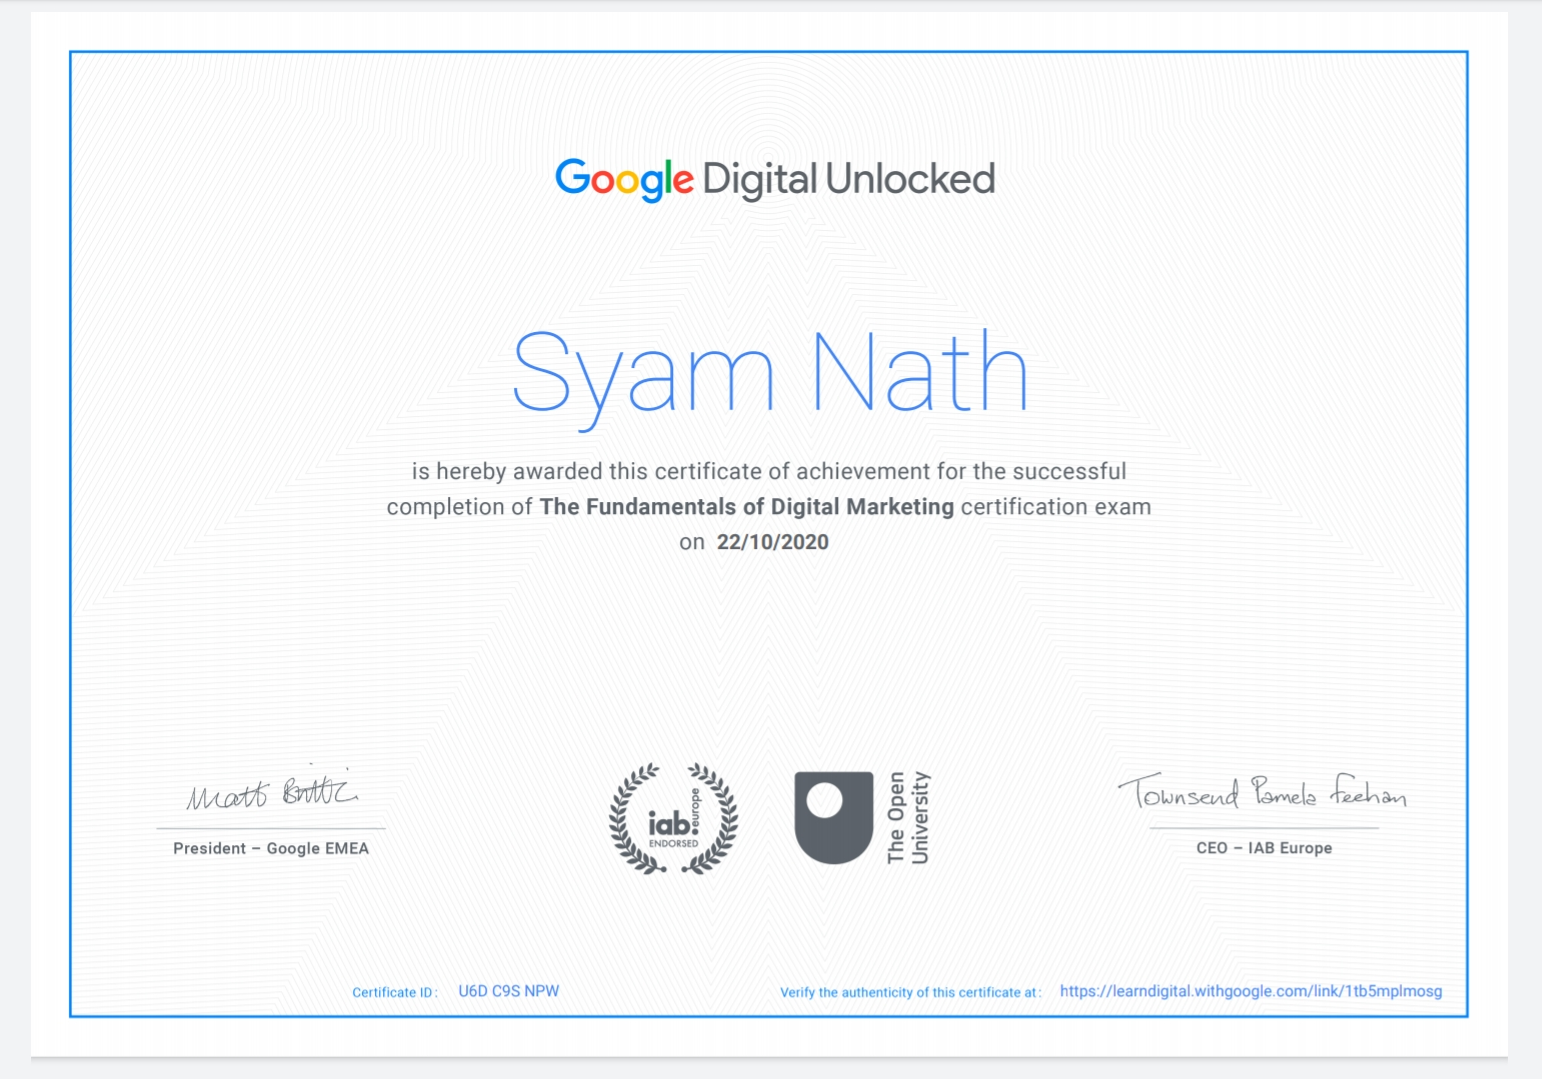 Google Digital Unlocked
Syam Nath
is hereby awarded this certificate of achievement for the successful
completion of The Fundamentals of Digital Marketing certification exam
on 22/10/2020
Matt Brittin
President – Google EMEA
iab europe
ENDORSED
The Open
University
Townsend Pamela Feehan
CEO – IAB Europe
Certificate ID : U6D C9S NPW
Verify the authenticity of this certificate at : https://learndigital.withgoogle.com/link/1tb5mplmosg